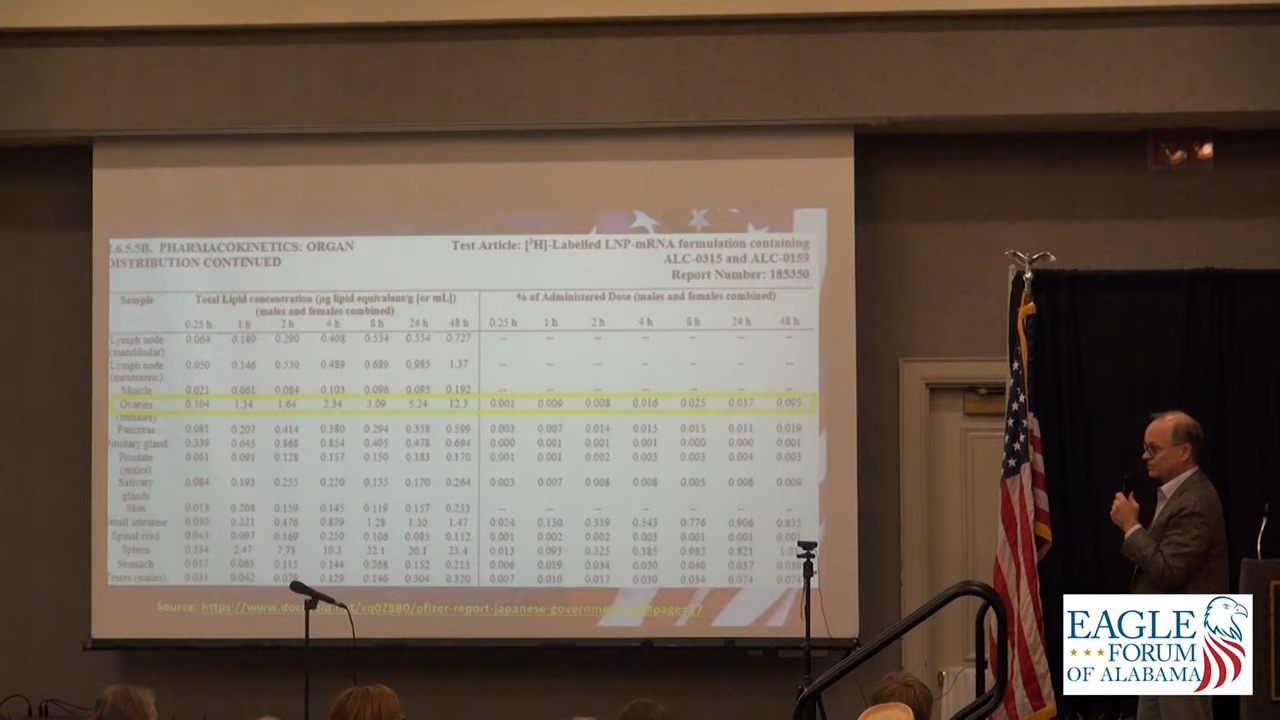 .6.5.5B. PHARMACOKINETICS: ORGAN
DISTRIBUTION CONTINUED
Test Article: [3H]-Labelled LNP-mRNA formulation containing
ALC-0315 and ALC-0159
Report Number: 185350
Sample Total Lipid concentration (µg lipid equivalent/g [or mL]) % of Administered Dose (males and females combined)
(males and females combined)
0.25 h 1 h 2 h 4 h 8 h 24 h 48 h 0.25 h 1 h 2 h 4 h 8 h 24 h 48 h
Lymph node 0.064 0.189 0.290 0.408 0.534 0.554 0.727 -- -- -- -- -- -- --
(mandibular)
Lymph node 0.050 0.146 0.530 0.489 0.689 0.985 1.37 -- -- -- -- -- -- --
(mesenteric)
Muscle 0.021 0.061 0.084 0.103 0.096 0.095 0.192 -- -- -- -- -- -- --
Ovaries 0.104 1.34 1.64 2.34 3.09 5.24 12.3 0.001 0.009 0.008 0.016 0.025 0.037 0.095
(females)
Pancreas 0.081 0.207 0.414 0.380 0.294 0.358 0.599 0.003 0.007 0.014 0.015 0.015 0.011 0.019
Pituitary gland 0.339 0.645 0.868 0.854 0.405 0.478 0.694 0.000 0.001 0.001 0.001 0.000 0.000 0.001
Prostate 0.061 0.091 0.128 0.157 0.150 0.183 0.170 0.001 0.001 0.002 0.003 0.003 0.004 0.003
(males)
Salivary 0.084 0.193 0.255 0.220 0.135 0.170 0.264 0.003 0.007 0.008 0.008 0.005 0.006 0.009
glands
Skin 0.013 0.208 0.159 0.145 0.119 0.157 0.253 -- -- -- -- -- -- --
Small intestine 0.030 0.221 0.476 0.879 1.28 1.30 1.47 0.024 0.130 0.319 0.543 0.776 0.906 0.835
Spinal cord 0.043 0.097 0.169 0.250 0.106 0.085 0.112 0.001 0.002 0.002 0.003 0.001 0.001 0.001
Spleen 0.334 2.47 7.73 10.3 22.1 20.1 23.4 0.013 0.093 0.325 0.385 0.982 0.821
Stomach 0.017 0.065 0.115 0.144 0.268 0.152 0.215 0.006 0.019 0.034 0.030 0.040 0.037
Testes (males) 0.031 0.042 0.129 0.146 0.304 0.320 0.007 0.010 0.017 0.030 0.034 0.074 0.074
Source:
EAGLE
FORUM
OF ALABAMA